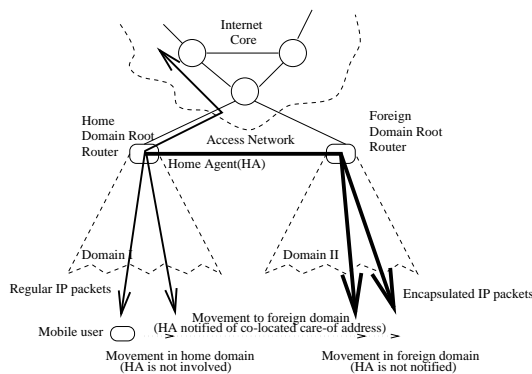 Internet
Core
Home
Domain Root
Router
Foreign
Domain Root
Router
Access Network
Home Agent(HA)
Domain I
Domain II
Regular IP packets
Encapsulated IP packets
Movement to foreign domain
(HA notified of co-located care-of address)
Mobile user
Movement in home domain
(HA is not involved)
Movement in foreign domain
(HA is not notified)